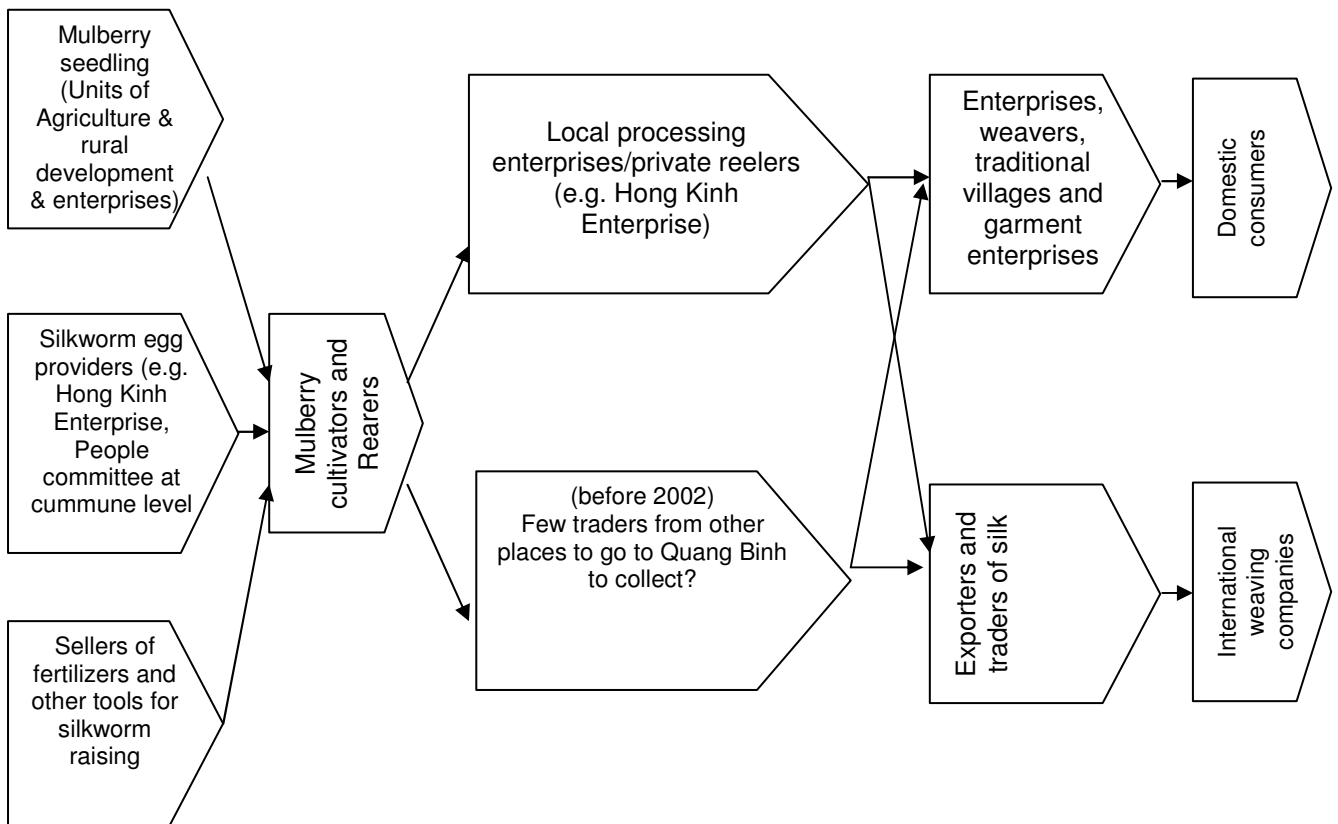 Mulberry
seedling
(Units of
Agriculture &
rural
development
& enterprises)
Silkworm egg
providers (e.g.
Hong Kinh
Enterprise,
People
committee at
cummune level
Sellers of
fertilizers and
other tools for
silkworm
raising
Mulberry
cultivators and
Rearers
Local processing
enterprises/private reelers
(e.g. Hong Kinh
Enterprise)
(before 2002)
Few traders from other
places to go to Quang Binh
to collect?
Enterprises,
weavers,
traditional
villages and
garment
enterprises
Exporters and
traders of silk
Domestic
consumers
International
weaving
companies